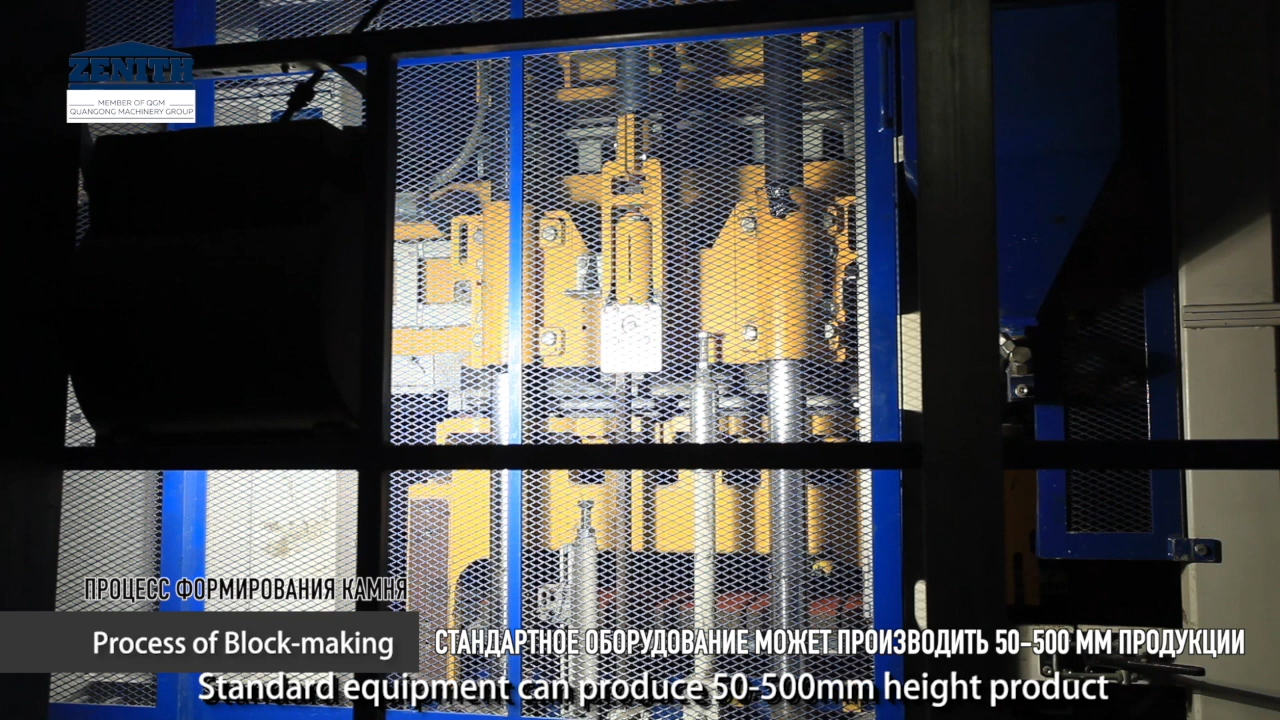 ZENITH
MEMBER OF QGM
QUANGONG MACHINERY GROUP
ПРОЦЕСС ФОРМИРОВАНИЯ КАМНЯ
Process of Block-making
СТАНДАРТНОЕ ОБОРУДОВАНИЕ МОЖЕТ ПРОИЗВОДИТЬ 50-500 ММ ПРОДУКЦИИ
Standard equipment can produce 50-500mm height product